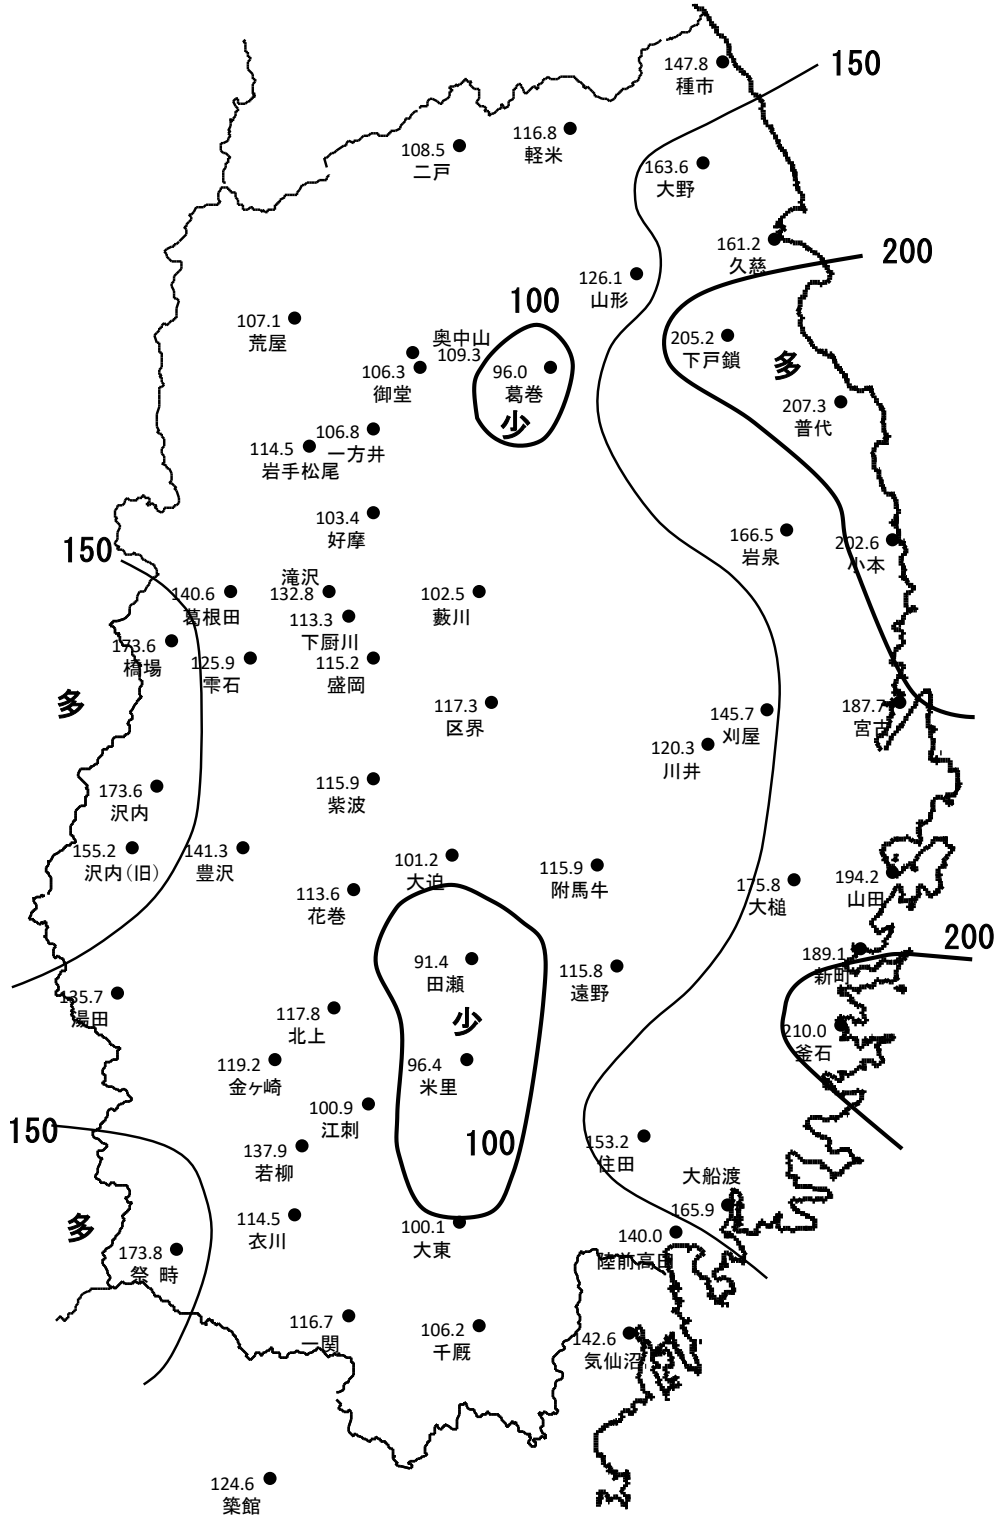 147.8
種市
150
116.8
軽米
108.5
二戸
163.6
大野
161.2
久慈
200
126.1
山形
100
107.1
荒屋
奥中山
109.3
106.3
御堂
96.0
葛巻
少
205.2
下戸鎖
多
207.3
普代
106.8
一方井
114.5
岩手松尾
103.4
好摩
166.5
岩泉
202.6
小本
150
140.6
葛根田
滝沢
132.8
113.3
下厨川
102.5
藪川
173.6
橋場
125.9
雫石
115.2
盛岡
多
117.3
区界
145.7
刈屋
187.7
宮古
120.3
川井
173.6
沢内
115.9
紫波
155.2
沢内(旧)
141.3
豊沢
101.2
大迫
115.9
附馬牛
113.6
花巻
175.8
大槌
194.2
山田
200
189.1
新町
91.4
田瀬
115.8
遠野
135.7
湯田
117.8
北上
少
210.0
釜石
119.2
金ヶ崎
96.4
米里
100.9
江刺
150
100
137.9
若柳
153.2
住田
大船渡
165.9
多
114.5
衣川
100.1
大東
140.0
陸前高田
173.8
祭 畤
116.7
一関
106.2
千厩
142.6
気仙沼
124.6
築館